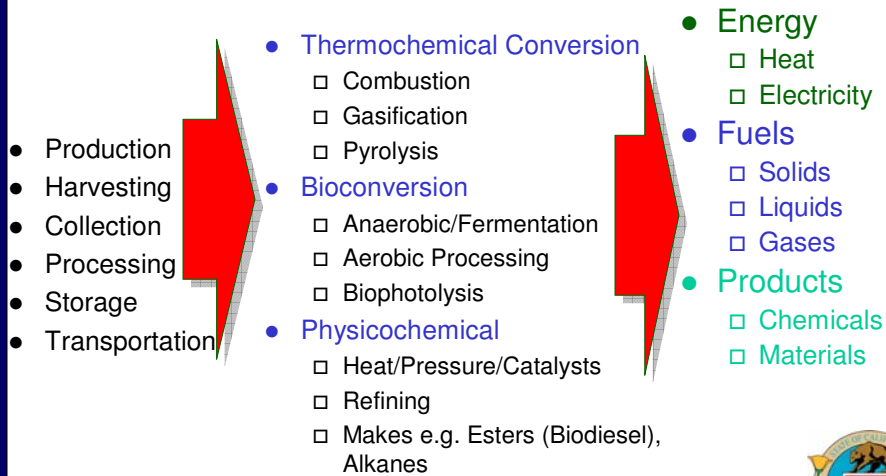 ● Production
● Harvesting
● Collection
● Processing
● Storage
● Transportation
● Thermochemical Conversion
□ Combustion
□ Gasification
□ Pyrolysis
● Bioconversion
□ Anaerobic/Fermentation
□ Aerobic Processing
□ Biophotolysis
● Physicochemical
□ Heat/Pressure/Catalysts
□ Refining
□ Makes e.g. Esters (Biodiesel),
Alkanes
● Energy
□ Heat
□ Electricity
● Fuels
□ Solids
□ Liquids
□ Gases
● Products
□ Chemicals
□ Materials